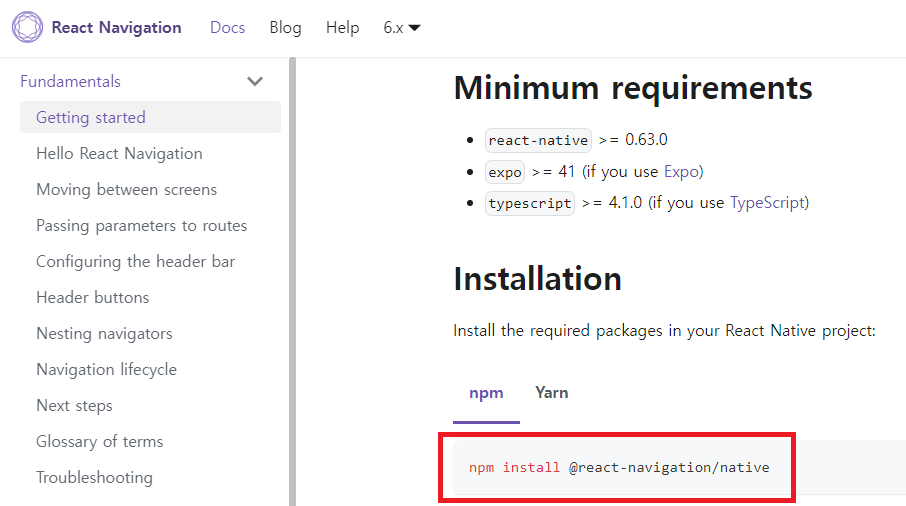 React Navigation Docs Blog Help 6.x
Fundamentals
Getting started
Hello React Navigation
Moving between screens
Passing parameters to routes
Configuring the header bar
Header buttons
Nesting navigators
Navigation lifecycle
Next steps
Glossary of terms
Troubleshooting
Minimum requirements
react-native >= 0.63.0
expo >= 41 (if you use Expo)
typescript >= 4.1.0 (if you use TypeScript)
Installation
Install the required packages in your React Native project:
npm Yarn
npm install @react-navigation/native